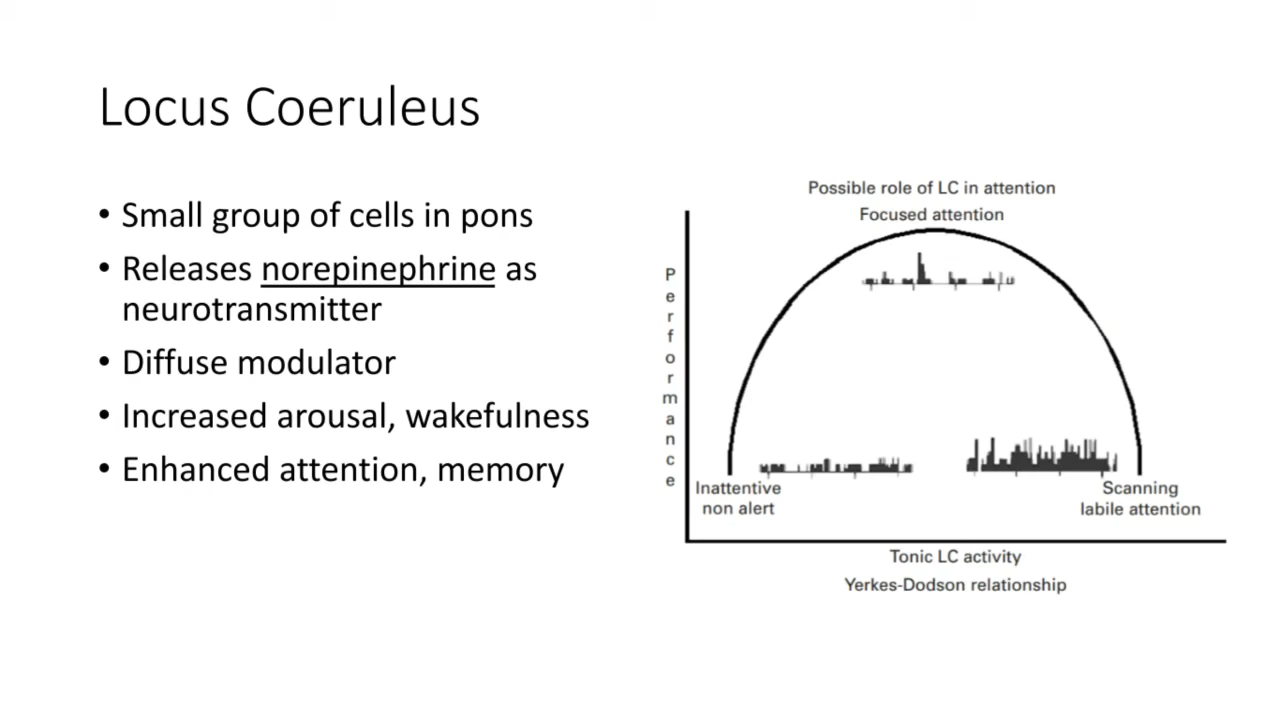 Locus Coeruleus
• Small group of cells in pons
• Releases norepinephrine as
neurotransmitter
• Diffuse modulator
• Increased arousal, wakefulness
• Enhanced attention, memory
Possible role of LC in attention
Focused attention
Performance
Inattentive
non alert
Scanning
labile attention
Tonic LC activity
Yerkes-Dodson relationship